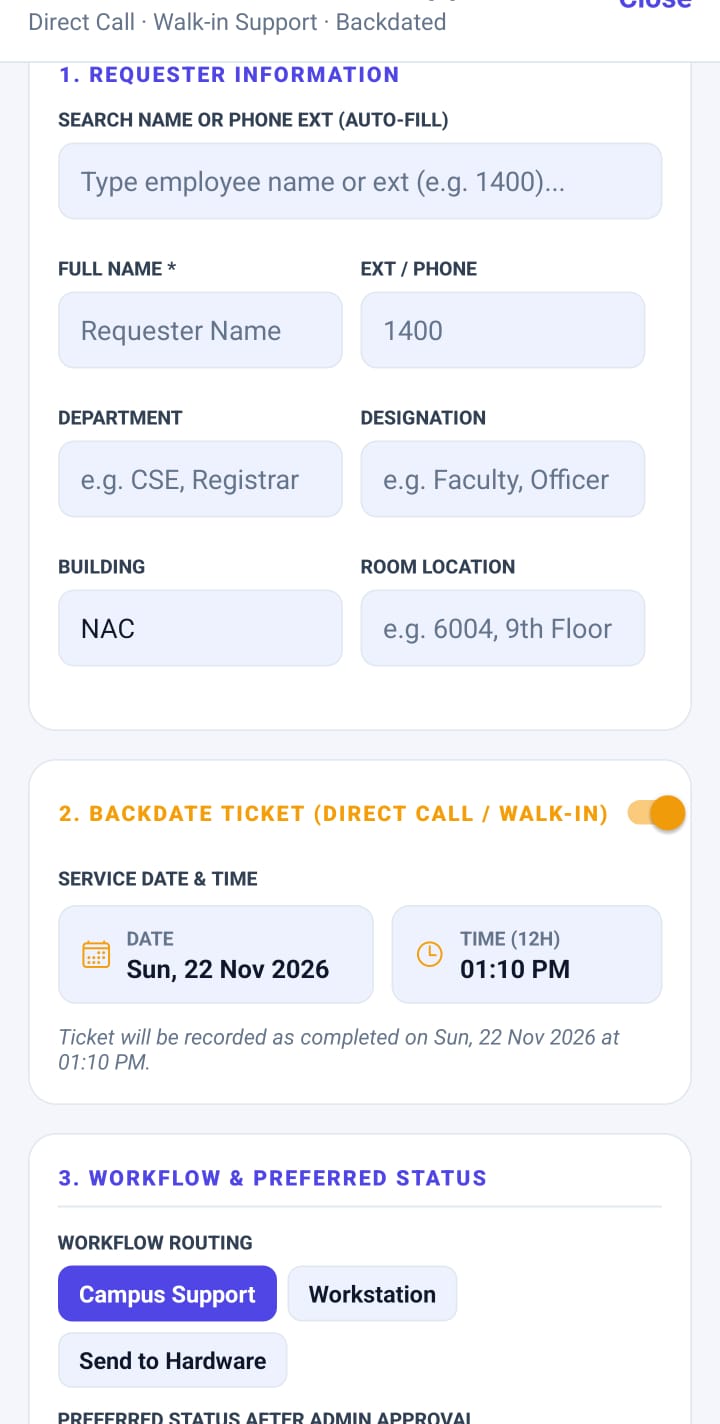 Close
Direct Call · Walk-in Support · Backdated
1. REQUESTER INFORMATION
SEARCH NAME OR PHONE EXT (AUTO-FILL)
Type employee name or ext (e.g. 1400)...
FULL NAME *
EXT / PHONE
Requester Name
1400
DEPARTMENT
DESIGNATION
e.g. CSE, Registrar
e.g. Faculty, Officer
BUILDING
ROOM LOCATION
NAC
e.g. 6004, 9th Floor
2. BACKDATE TICKET (DIRECT CALL / WALK-IN)
SERVICE DATE & TIME
DATE
Sun, 22 Nov 2026
TIME (12H)
01:10 PM
Ticket will be recorded as completed on Sun, 22 Nov 2026 at
01:10 PM.
3. WORKFLOW & PREFERRED STATUS
WORKFLOW ROUTING
Campus Support
Workstation
Send to Hardware
PREFERRED STATUS AFTER ADMIN APPROVAL